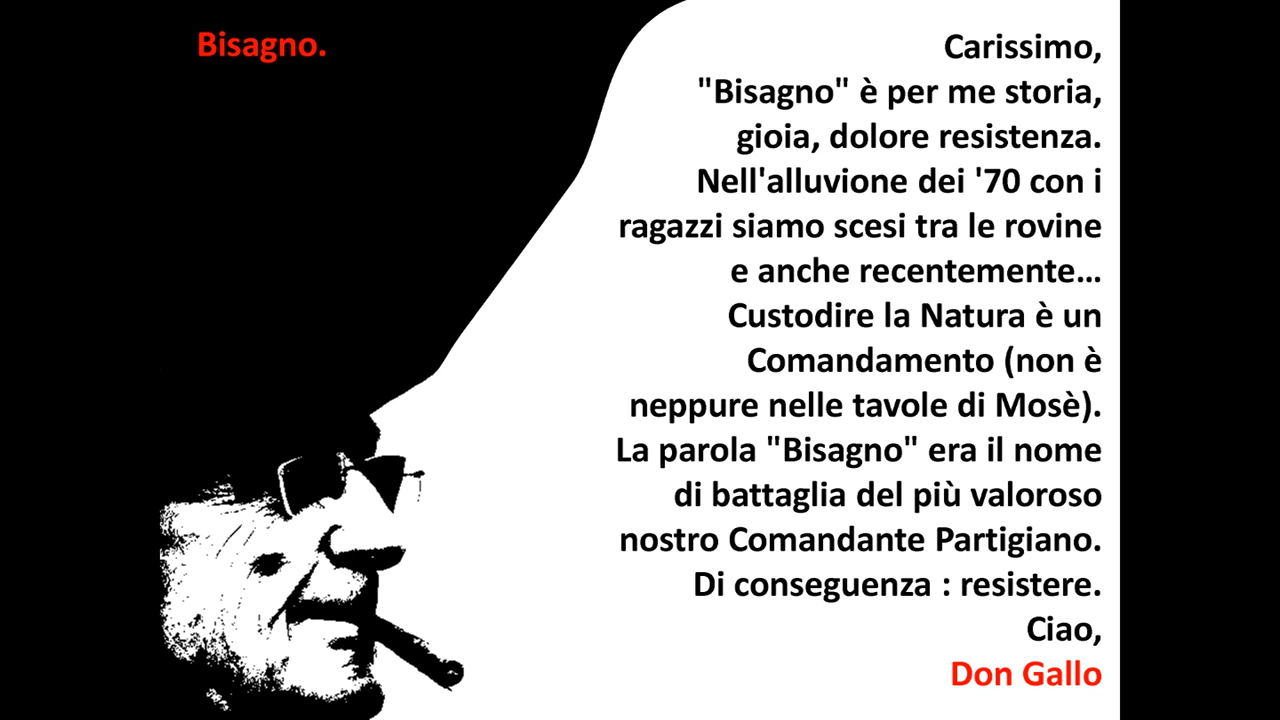 Bisagno.
Carissimo,
"Bisagno" è per me storia,
gioia, dolore resistenza.
Nell'alluvione dei '70 con i
ragazzi siamo scesi tra le rovine
e anche recentemente...
Custodire la Natura è un
Comandamento (non è
neppure nelle tavole di Mosè).
La parola "Bisagno" era il nome
di battaglia del più valoroso
nostro Comandante Partigiano.
Di conseguenza : resistere.
Ciao,
Don Gallo